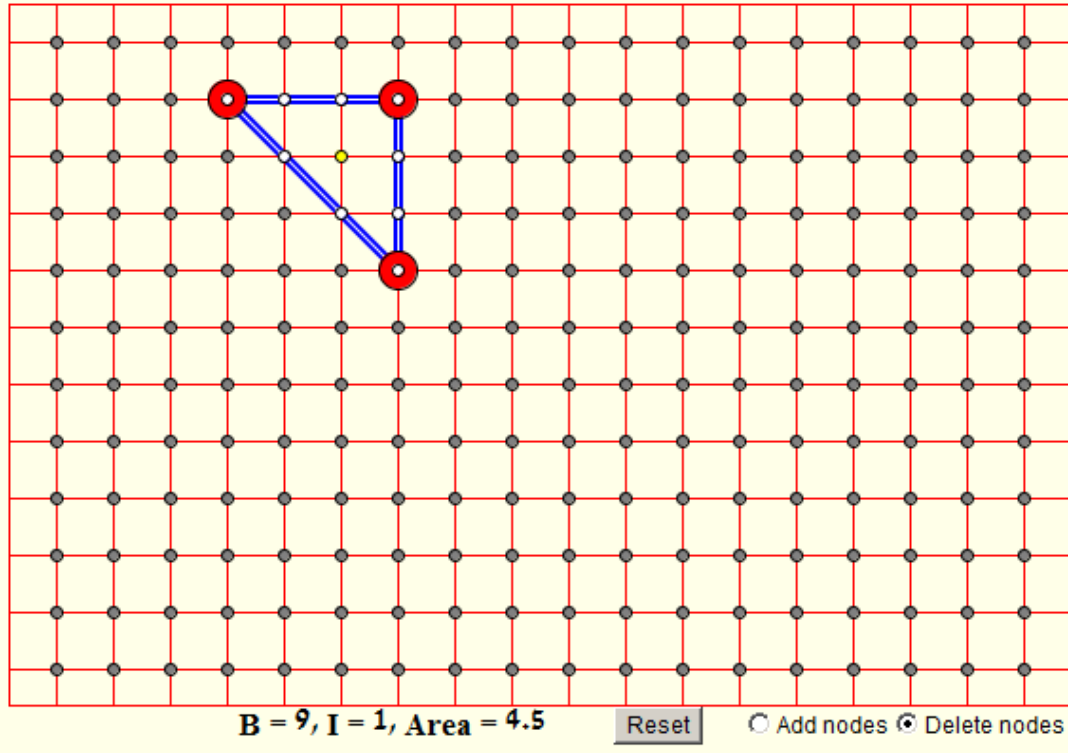 B = 9, I = 1, Area = 4.5 Reset Add nodes Delete nodes